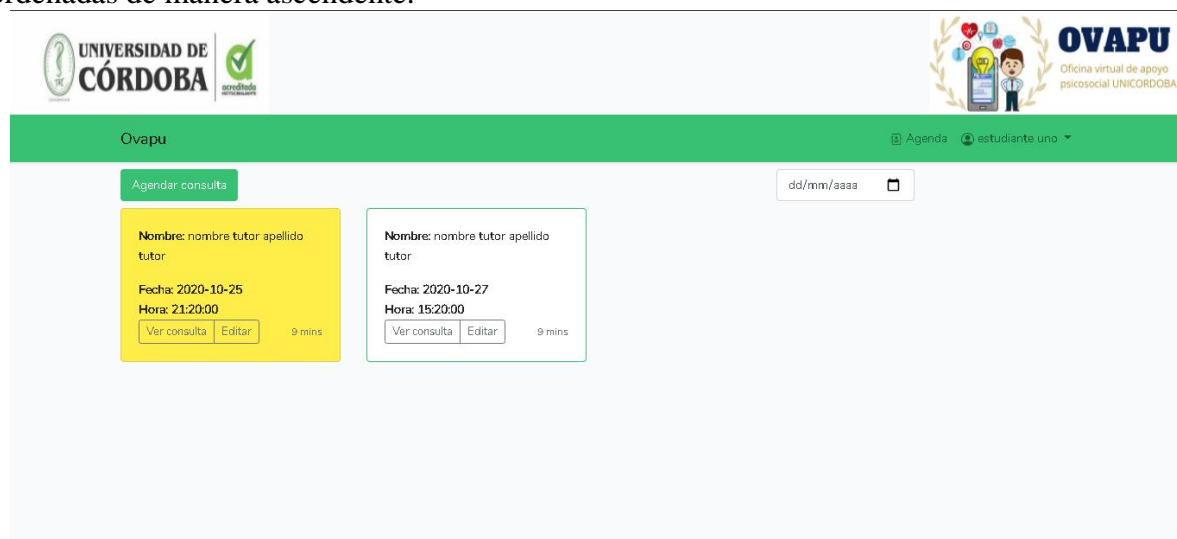 ordenadas de manera ascendente.
UNIVERSIDAD DE
CÓRDOBA
acreditada
OVAPU
Oficina virtual de apoyo
psicosocial UNICORDOBA
Ovapu
Agenda estudiante uno
Agendar consulta
dd/mm/aaaa
Nombre: nombre tutor apellido
tutor
Fecha: 2020-10-25
Hora: 21:20:00
Ver consulta Editar 9 mins
Nombre: nombre tutor apellido
tutor
Fecha: 2020-10-27
Hora: 15:20:00
Ver consulta Editar 9 mins